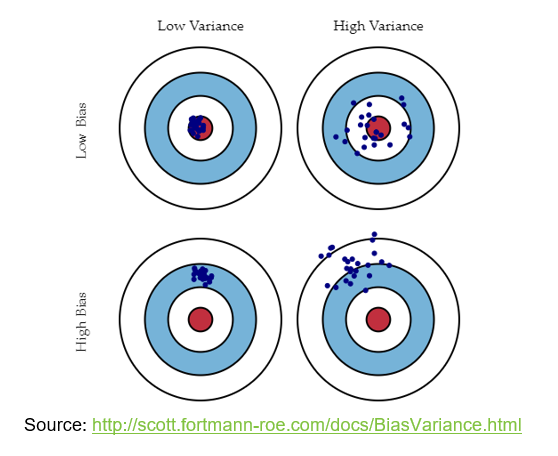 Low Variance
High Variance
Low Bias
High Bias
Source: http://scott.fortmann-roe.com/docs/BiasVariance.html